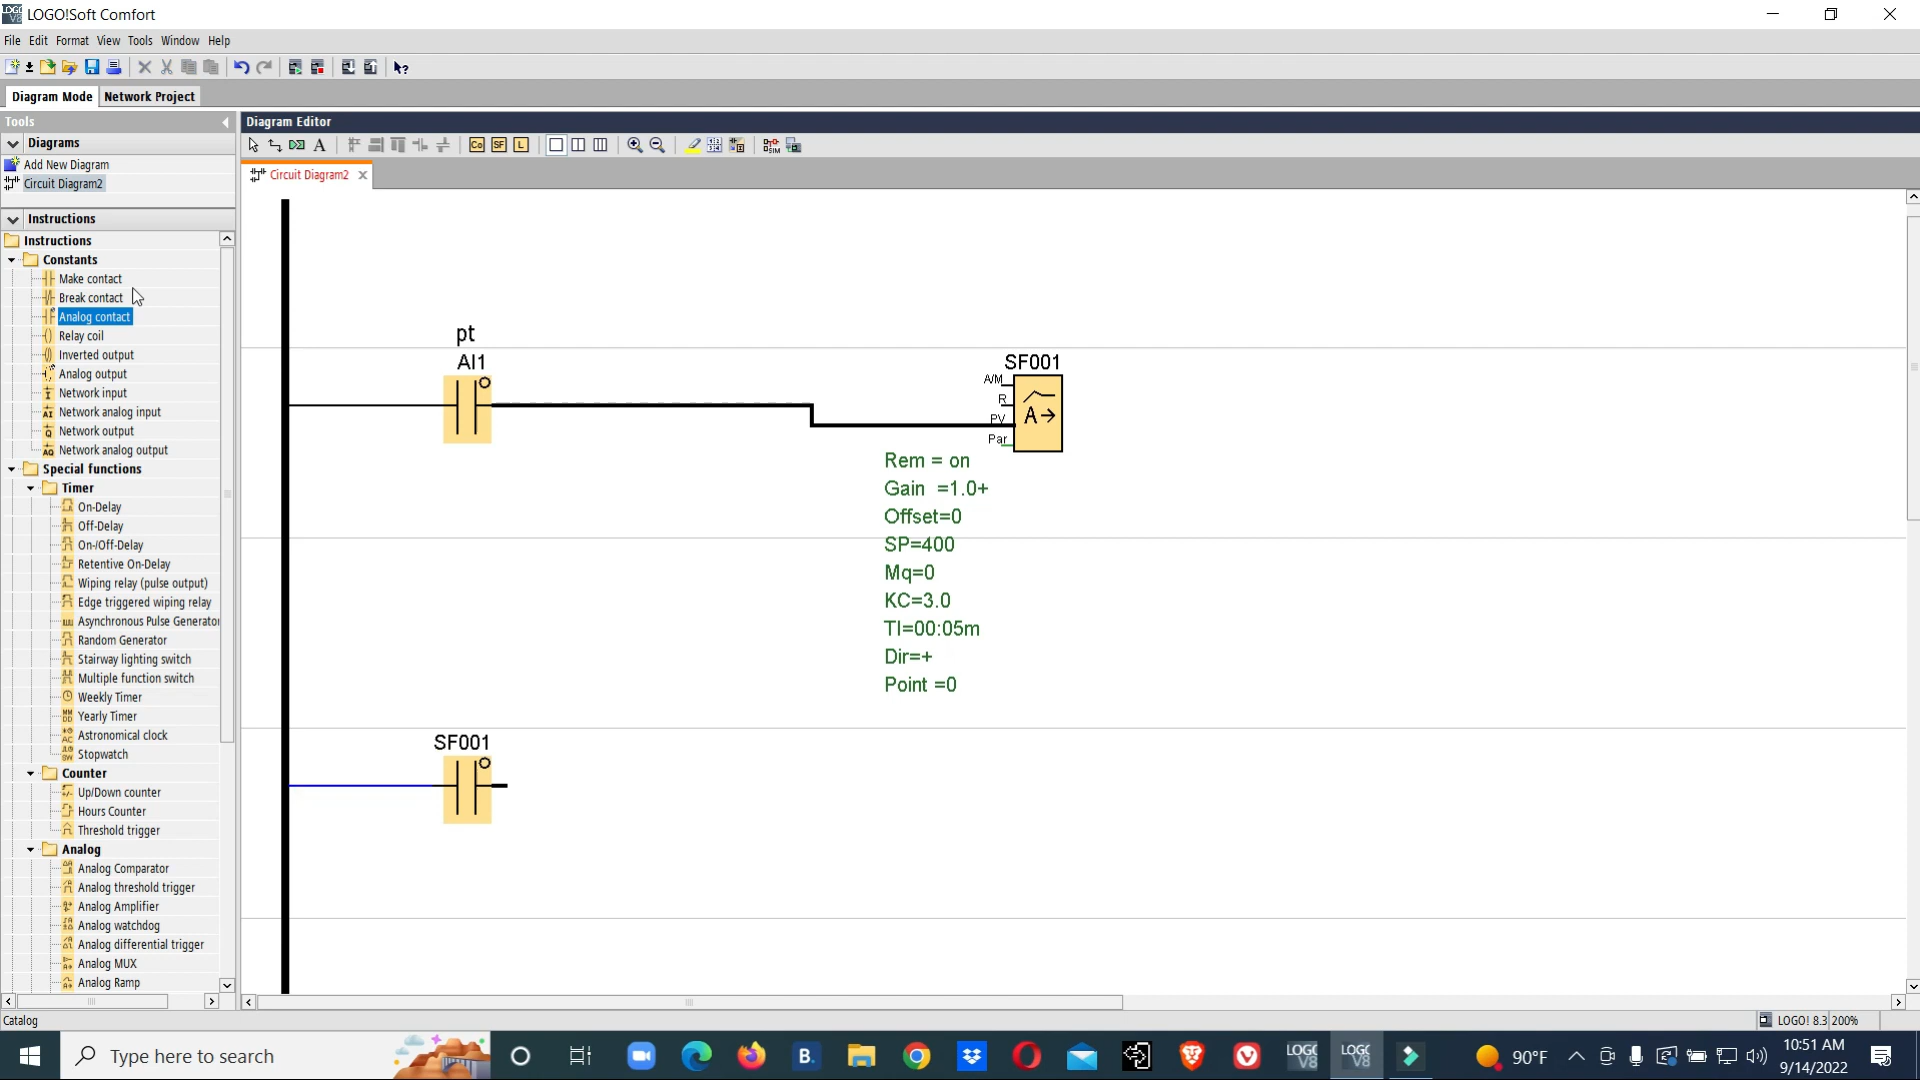 LOGO!Soft Comfort
File Edit Format View Tools Window Help
Diagram Mode Network Project
Tools
Diagrams
Add New Diagram
Circuit Diagram2
Instructions
Instructions
Constants
Make contact
Break contact
Analog contact
Relay coil
Inverted output
Analog output
Network input
Network analog input
Network output
Network analog output
Special functions
Timer
On-Delay
Off-Delay
On-/Off-Delay
Retentive On-Delay
Wiping relay (pulse output)
Edge triggered wiping relay
Asynchronous Pulse Generator
Random Generator
Stairway lighting switch
Multiple function switch
Weekly Timer
Yearly Timer
Astronomical clock
Stopwatch
Counter
Up/Down counter
Hours Counter
Threshold trigger
Analog
Analog Comparator
Analog threshold trigger
Analog Amplifier
Analog watchdog
Analog differential trigger
Analog MUX
Analog Ramp
Diagram Editor
A Co SF L
Circuit Diagram2
pt
AI1
SF001
A/M
R
PV
Par
A→
Rem = on
Gain =1.0+
Offset=0
SP=400
Mq=0
KC=3.0
TI=00:05m
Dir=+
Point =0
SF001
Catalog
LOGO! 8.3 200%
Type here to search
B.
LOGO V8
LOGO V8
90°F
10:51 AM
9/14/2022